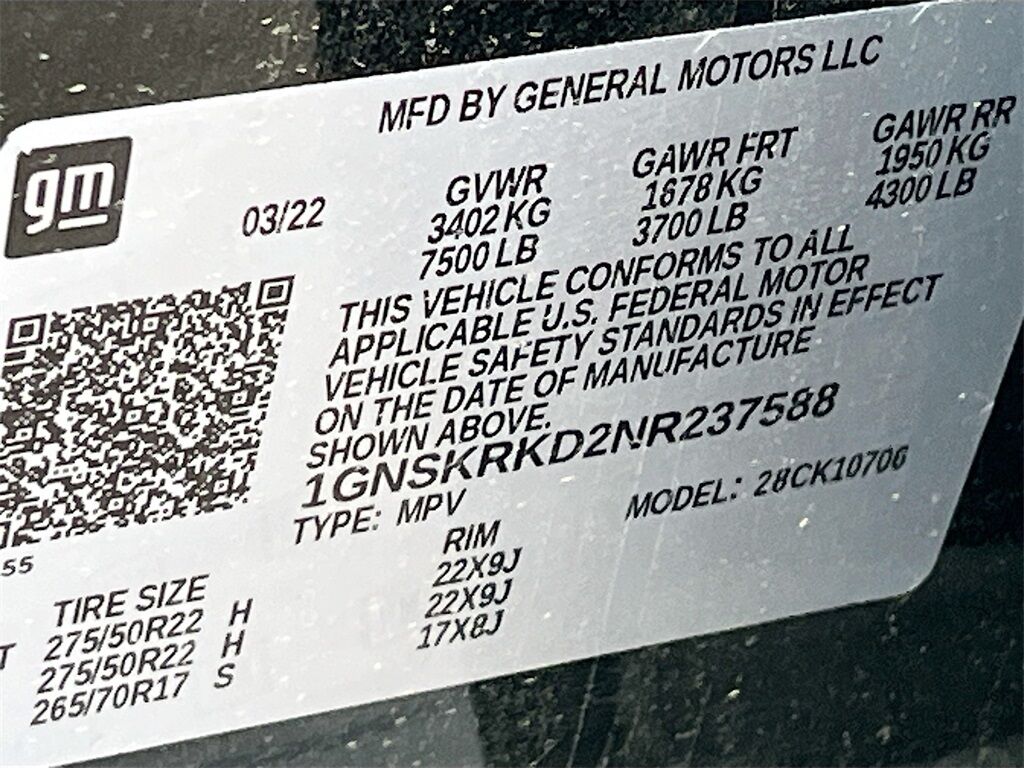 MFD BY GENERAL MOTORS LLC
gm
03/22
GVWR
3402 KG
7500 LB
GAWR FRT
1678 KG
3700 LB
GAWR RR
1950 KG
4300 LB
THIS VEHICLE CONFORMS TO ALL
APPLICABLE U.S. FEDERAL MOTOR
VEHICLE SAFETY STANDARDS IN EFFECT
ON THE DATE OF MANUFACTURE
SHOWN ABOVE.
1GNSKRKD2NR237588
TYPE: MPV MODEL: 28CK10706
55
TIRE SIZE RIM
275/50R22 H 22X9J
T 275/50R22 H 22X9J
265/70R17 S 17X8J